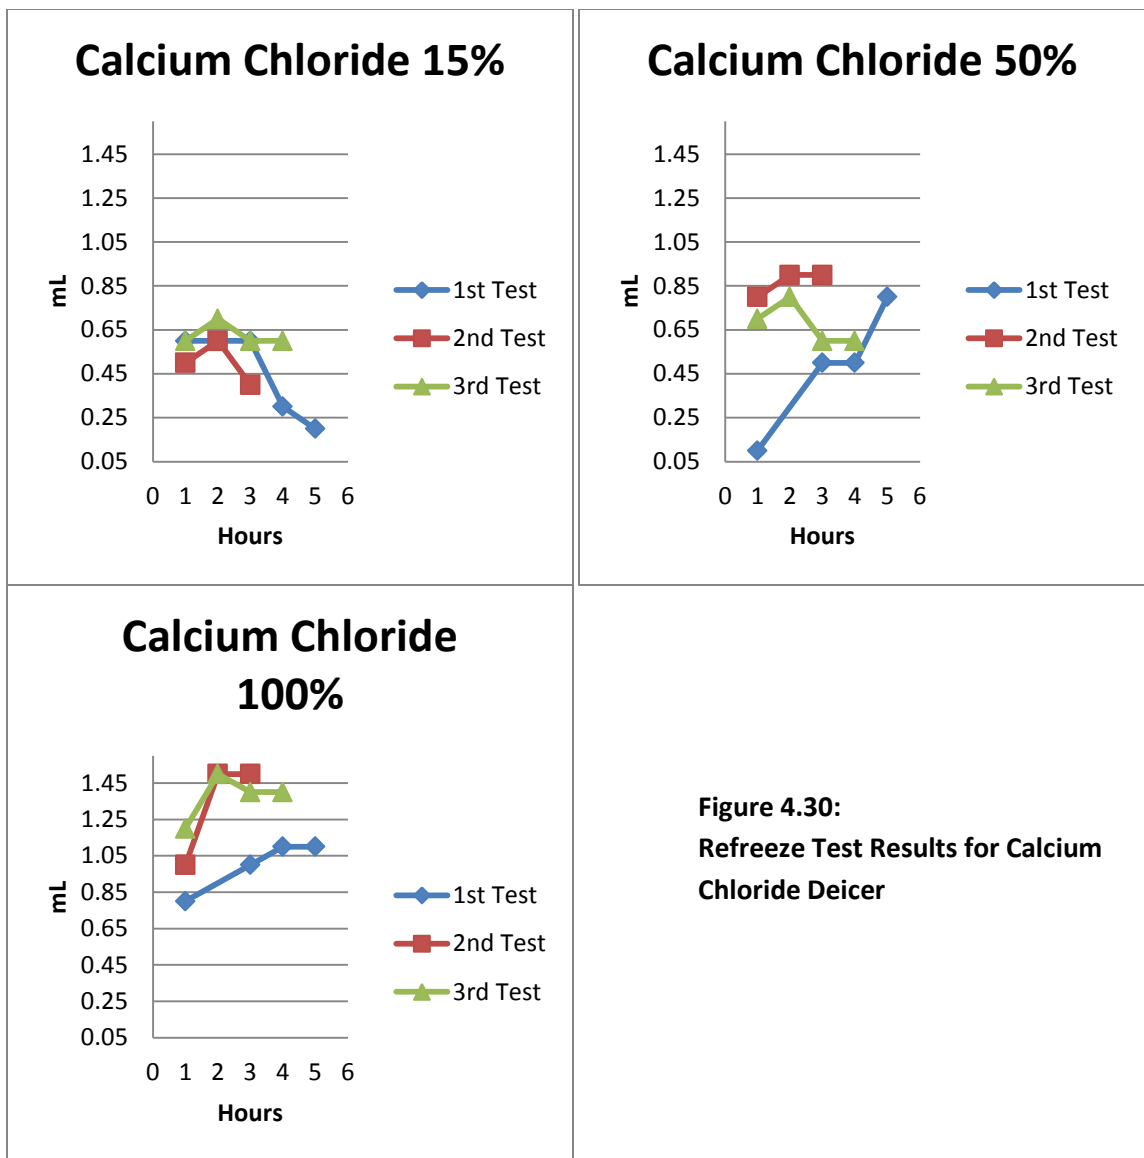 Calcium Chloride 15%
1.45
1.25
1.05
0.85
0.65
0.45
0.25
0.05
mL
0 1 2 3 4 5 6
Hours
1st Test
2nd Test
3rd Test
Calcium Chloride 50%
1.45
1.25
1.05
0.85
0.65
0.45
0.25
0.05
mL
0 1 2 3 4 5 6
Hours
1st Test
2nd Test
3rd Test
Calcium Chloride
100%
1.45
1.25
1.05
0.85
0.65
0.45
0.25
0.05
mL
0 1 2 3 4 5 6
Hours
1st Test
2nd Test
3rd Test
Figure 4.30:
Refreeze Test Results for Calcium
Chloride Deicer